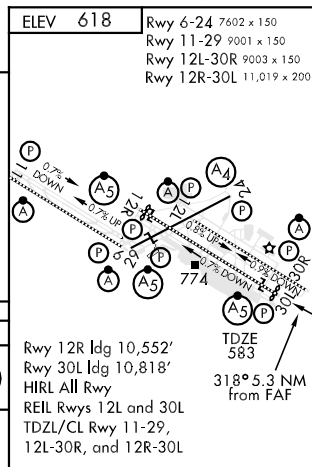 ELEV 618
Rwy 6-24 7602 x 150
Rwy 11-29 9001 x 150
Rwy 12L-30R 9003 x 150
Rwy 12R-30L 11,019 x 200
P
0.7%
DOWN
A5
A
P
A4
11
0.7% UP
12R
12L
24
P
A
P
0.8% UP
A
P
6
29
0.7% DOWN
0.9% DOWN
30R
P
A
A5
P
774
30L
A5
P
TDZE
583
Rwy 12R ldg 10,552'
Rwy 30L ldg 10,818'
HIRL All Rwy
REIL Rwys 12L and 30L
TDZL/CL Rwy 11-29,
12L-30R, and 12R-30L
318° 5.3 NM
from FAF